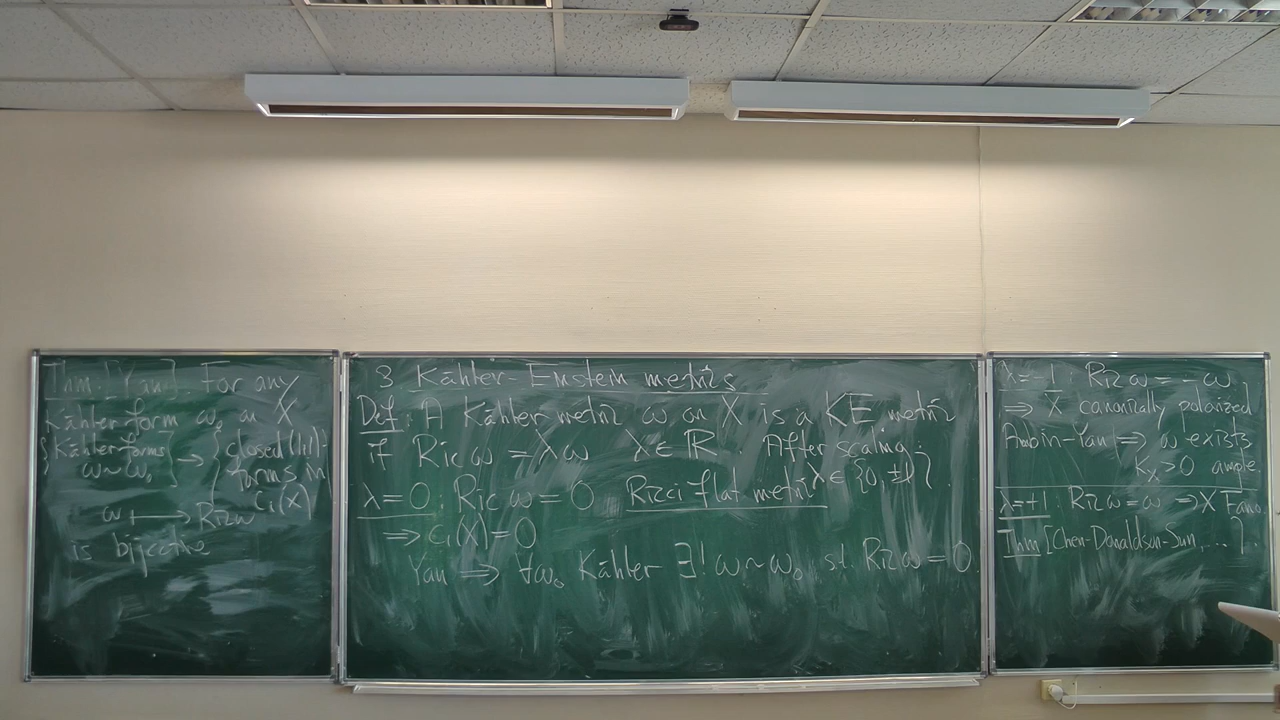 Thm. [Yau]. For any
Kähler form ω₀ on X
{Kähler forms ω~ω₀} → {closed (1,1)-forms in c₁(X)}
ω ⟼ Ric ω
is bijective
3 Kähler-Einstein metrics
Def: A Kähler metric ω on X is a KE metric
if Ric ω = λω λ∈ℝ. After scaling
λ∈{0, ±1}.
λ=0: Ric ω = 0 Ricci flat metric
⇒ c₁(X)=0
Yau ⇒ ∀ω₀ Kähler ∃! ω~ω₀ s.t. Ric ω = 0.
λ=-1: Ric ω = -ω
⇒ X canonically polarized
Aubin-Yau ⇒ ω exists
K_X>0 ample
λ=+1: Ric ω = ω ⇒ X Fano
Thm [Chen-Donaldson-Sun, ...].